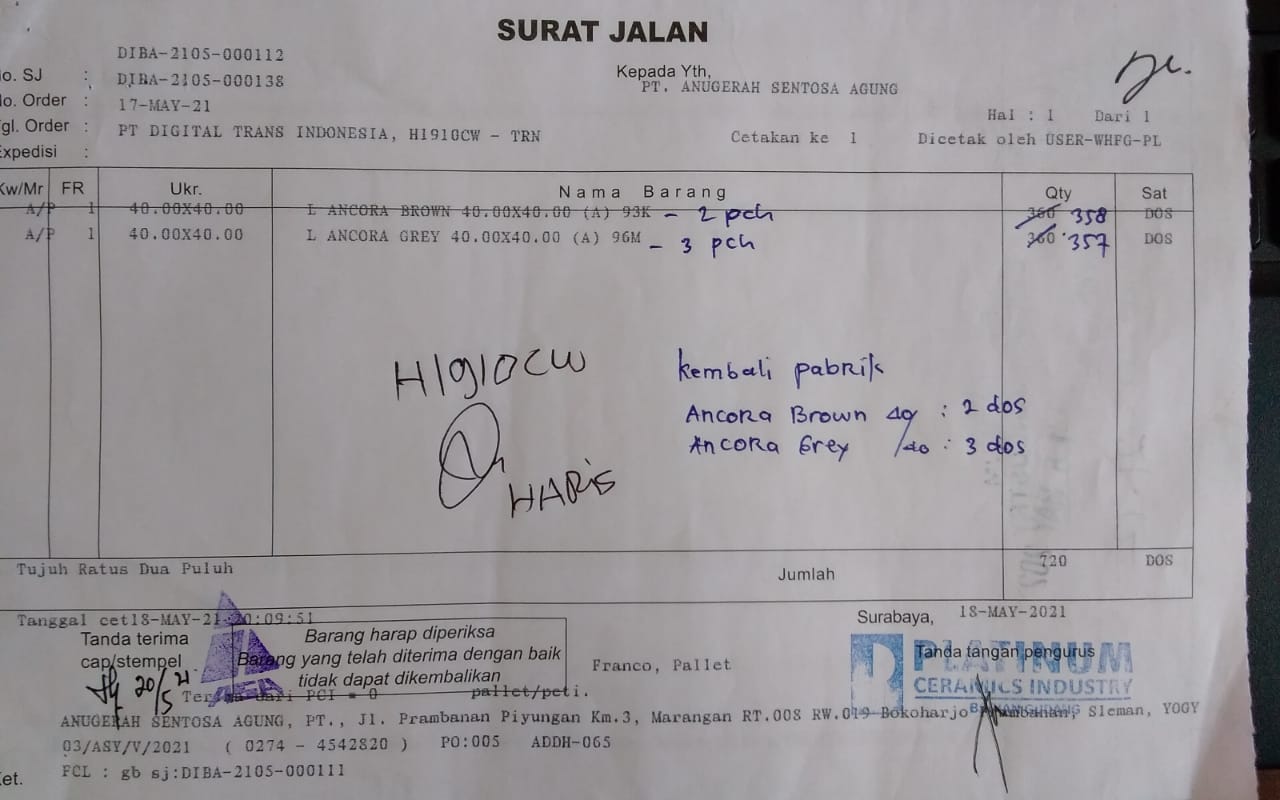 SURAT JALAN
DIBA-2105-000112
o. SJ : DIBA-2105-000138
Kepada Yth,
PT. ANUGERAH SENTOSA AGUNG
o. Order : 17-MAY-21
Hal : 1 Dari 1
gl. Order : PT DIGITAL TRANS INDONESIA, H1910CW - TRN
Cetakan ke 1 Dicetak oleh USER-WHFG-PL
xpedisi :
Kw/Mr FR Ukr. Nama Barang Qty Sat
A/P 1 40.00X40.00 L ANCORA BROWN 40.00X40.00 (A) 93K - 2 pch 360 358 DOS
A/P 1 40.00X40.00 L ANCORA GREY 40.00X40.00 (A) 96M - 3 pch 360 357 DOS
H1910CW
HARIS
kembali pabrik
Ancora Brown 40 : 2 dos
Ancora Grey /40 : 3 dos
Tujuh Ratus Dua Puluh Jumlah 720 DOS
Tanggal cet18-MAY-21 20:09:51
Surabaya, 18-MAY-2021
Tanda terima
cap/stempel
20/5 21
ASA
Barang harap diperiksa
Barang yang telah diterima dengan baik
tidak dapat dikembalikan
Franco, Pallet
Tanda tangan pengurus
PLATINUM
CERAMICS INDUSTRY
Terima dari PCI = 0 pallet/peti.
ANUGERAH SENTOSA AGUNG, PT., Jl. Prambanan Piyungan Km.3, Marangan RT.008 RW.019 Bokoharjo Prambanan, Sleman, YOGY
03/ASY/V/2021 ( 0274 - 4542820 ) PO:005 ADDH-065
et. FCL : gb sj:DIBA-2105-000111